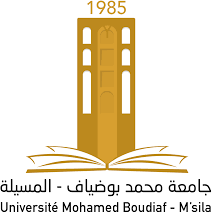 1985
جامعة محمد بوضياف - المسيلة
Université Mohamed Boudiaf - M'sila